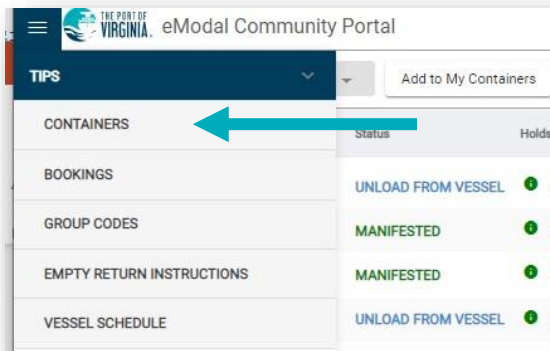 THE PORT OF
VIRGINIA. eModal Community Portal
TIPS
Add to My Containers
CONTAINERS
Status
Holds
BOOKINGS
UNLOAD FROM VESSEL
GROUP CODES
MANIFESTED
EMPTY RETURN INSTRUCTIONS
MANIFESTED
VESSEL SCHEDULE
UNLOAD FROM VESSEL